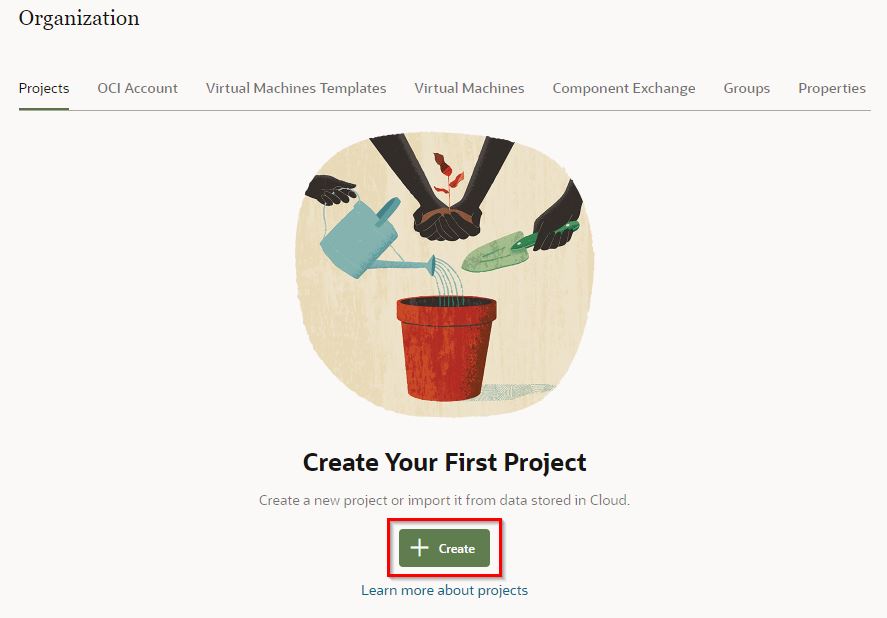 Organization
Projects OCI Account Virtual Machines Templates Virtual Machines Component Exchange Groups Properties
Create Your First Project
Create a new project or import it from data stored in Cloud.
Create
Learn more about projects